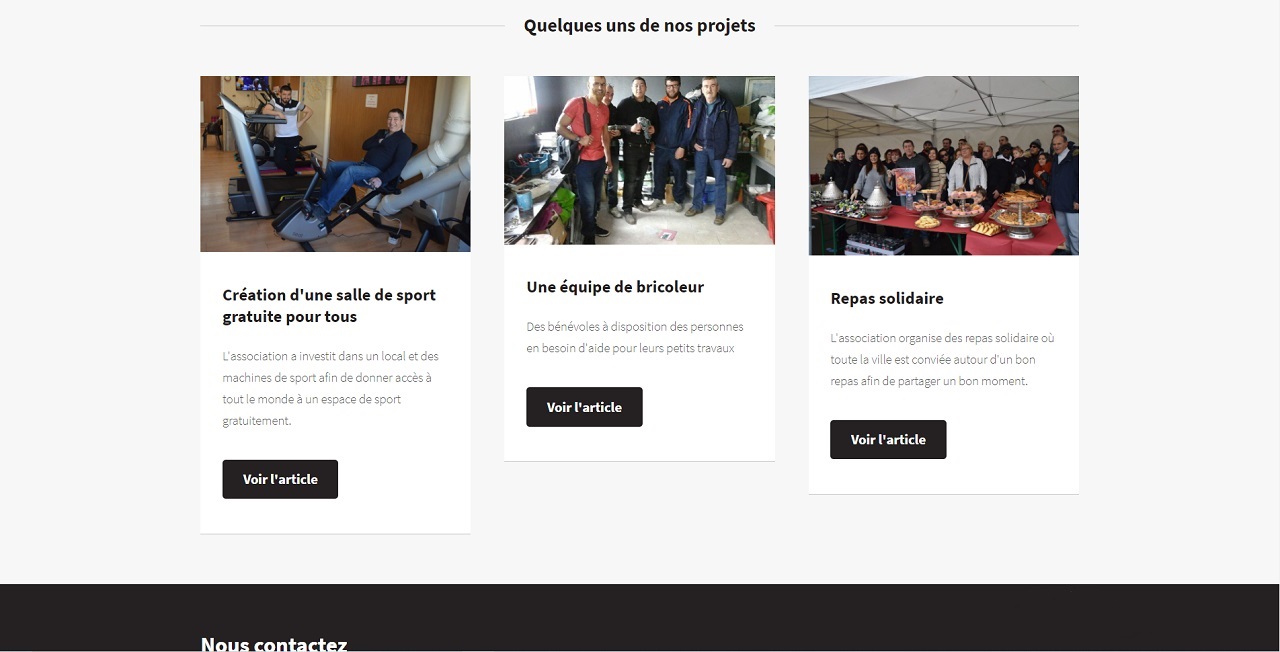 Quelques uns de nos projets
Création d'une salle de sport
gratuite pour tous
L'association a investit dans un local et des
machines de sport afin de donner accès à
tout le monde à un espace de sport
gratuitement.
Voir l'article
Une équipe de bricoleur
Des bénévoles à disposition des personnes
en besoin d'aide pour leurs petits travaux
Voir l'article
Repas solidaire
L'association organise des repas solidaire où
toute la ville est conviée autour d'un bon
repas afin de partager un bon moment.
Voir l'article
Nous contactez